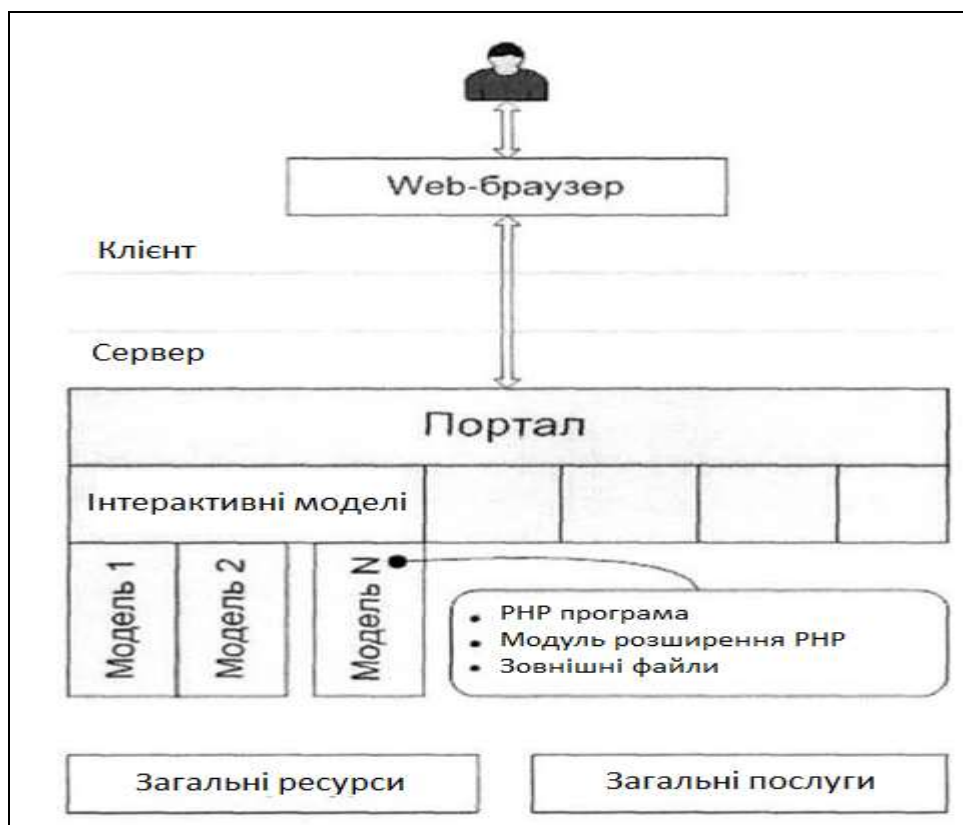 Web-браузер
Клієнт
Сервер
Портал
Інтерактивні моделі
Модель 1
Модель 2
Модель N
• PHP програма
• Модуль розширення PHP
• Зовнішні файли
Загальні ресурси
Загальні послуги